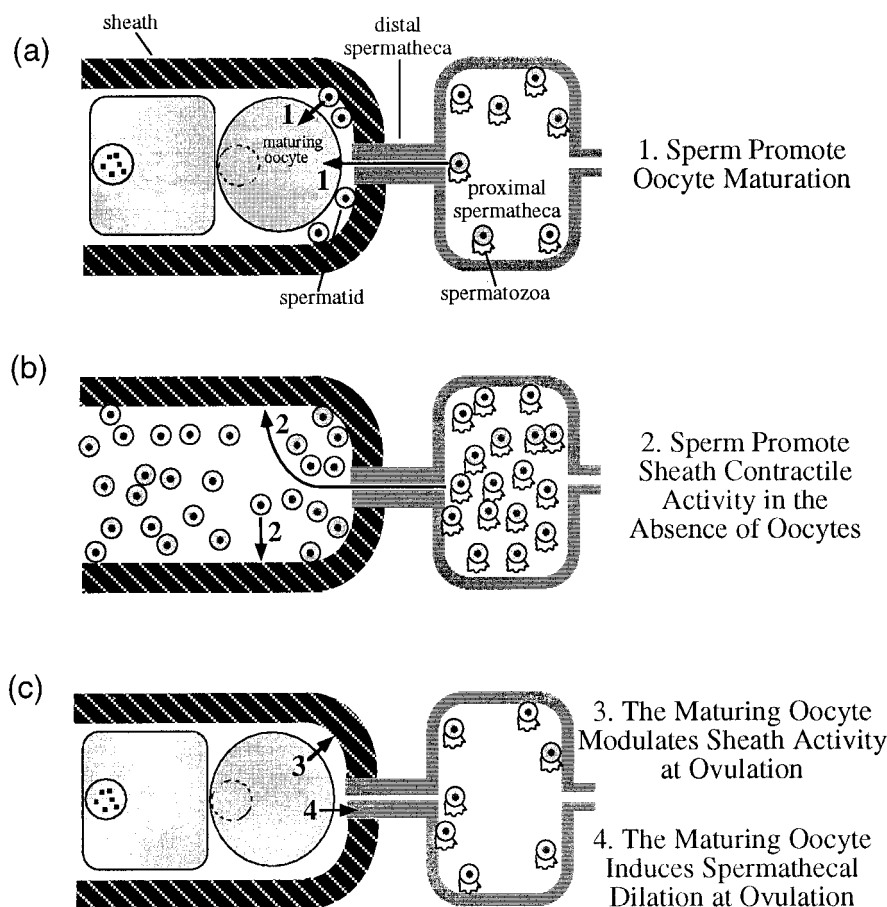 sheath
distal
spermatheca
(a)
1
maturing
oocyte
1
proximal
spermatheca
spermatid
spermatozoa
1. Sperm Promote
Oocyte Maturation
(b)
2
2
2. Sperm Promote
Sheath Contractile
Activity in the
Absence of Oocytes
(c)
3
4
3. The Maturing Oocyte
Modulates Sheath Activity
at Ovulation
4. The Maturing Oocyte
Induces Spermathecal
Dilation at Ovulation